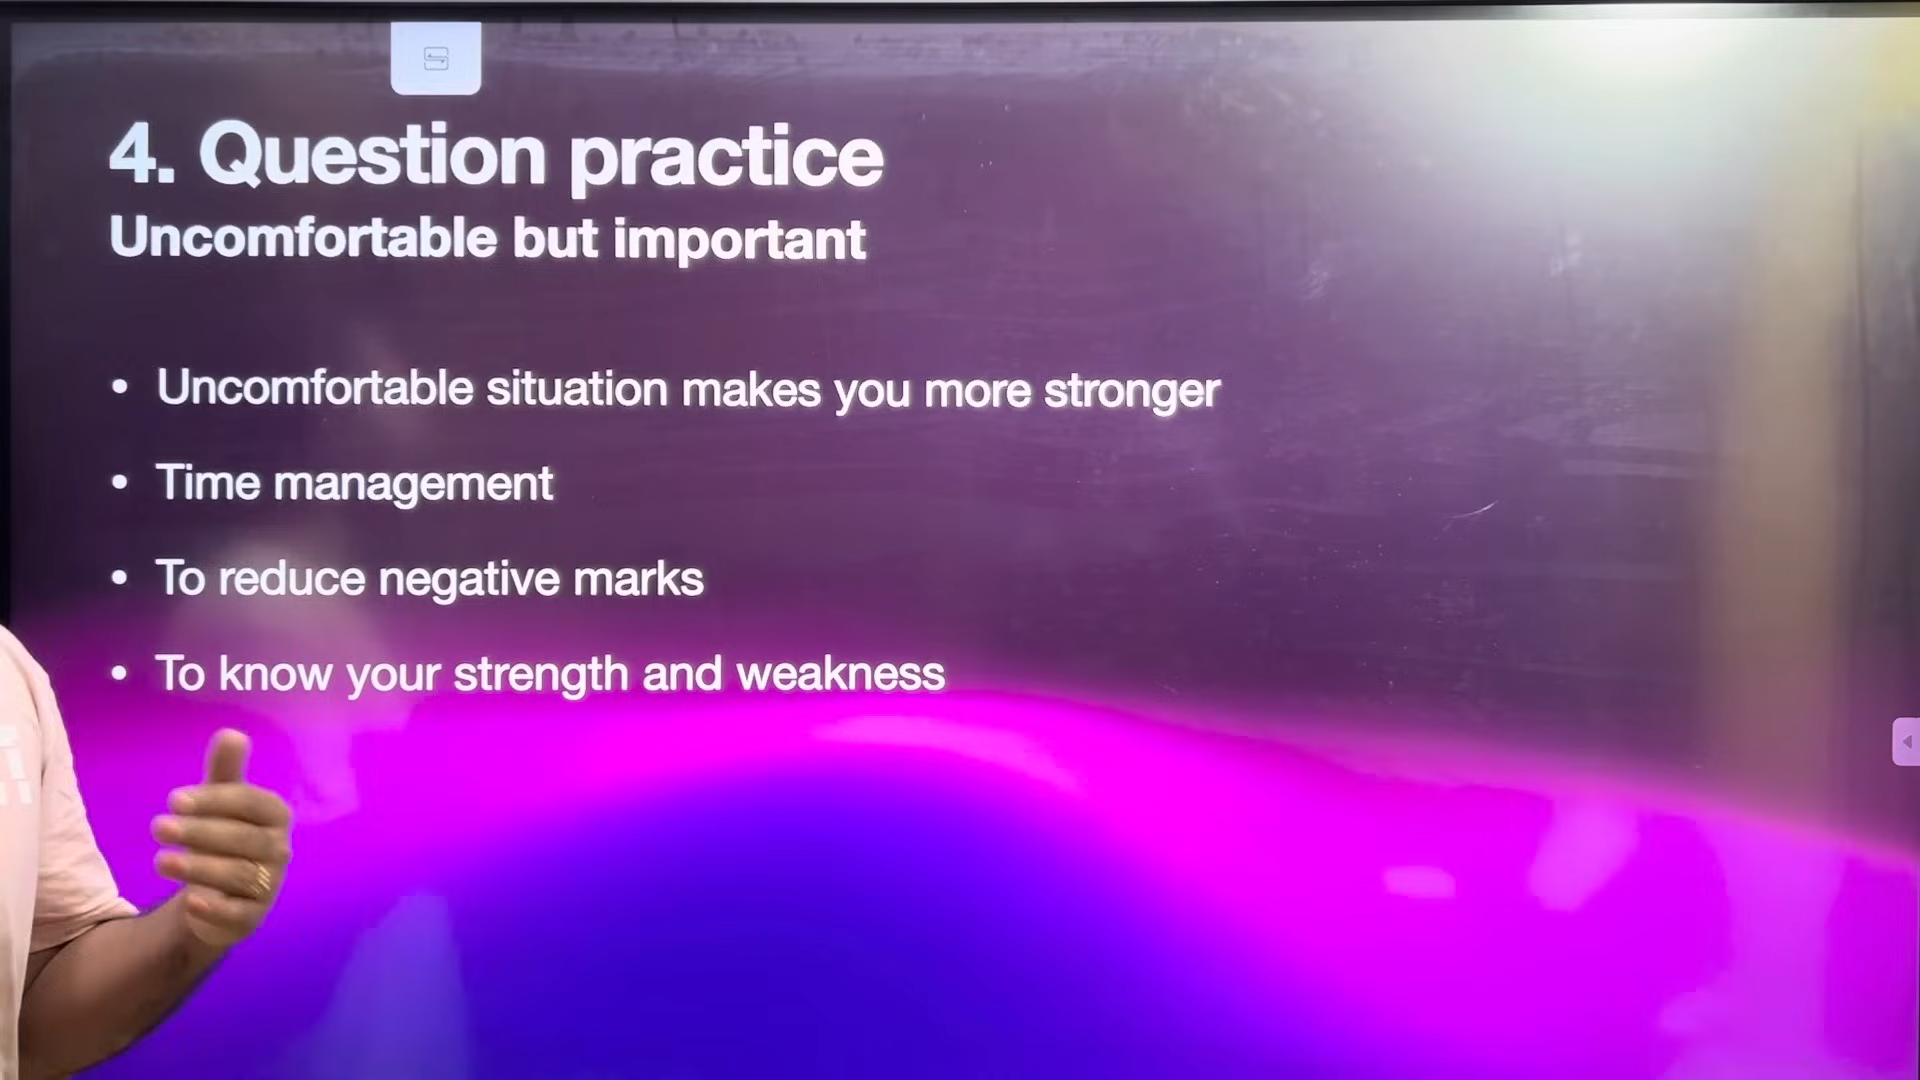 4. Question practice
Uncomfortable but important
• Uncomfortable situation makes you more stronger
• Time management
• To reduce negative marks
• To know your strength and weakness